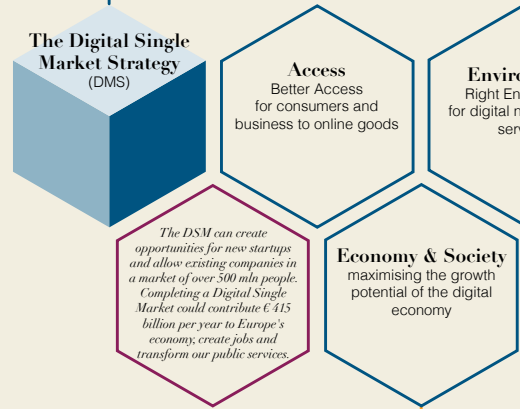 The Digital Single
Market Strategy
(DMS)
Access
Better Access
for consumers and
business to online goods
Right
for digital
The DSM can create
opportunities for new startups
and allow existing companies in
a market of over 500 mln people.
Completing a Digital Single
Market could contribute € 415
billion per year to Europe's
economy, create jobs and
transform our public services.
Economy & Society
maximising the growth
potential of the digital
economy